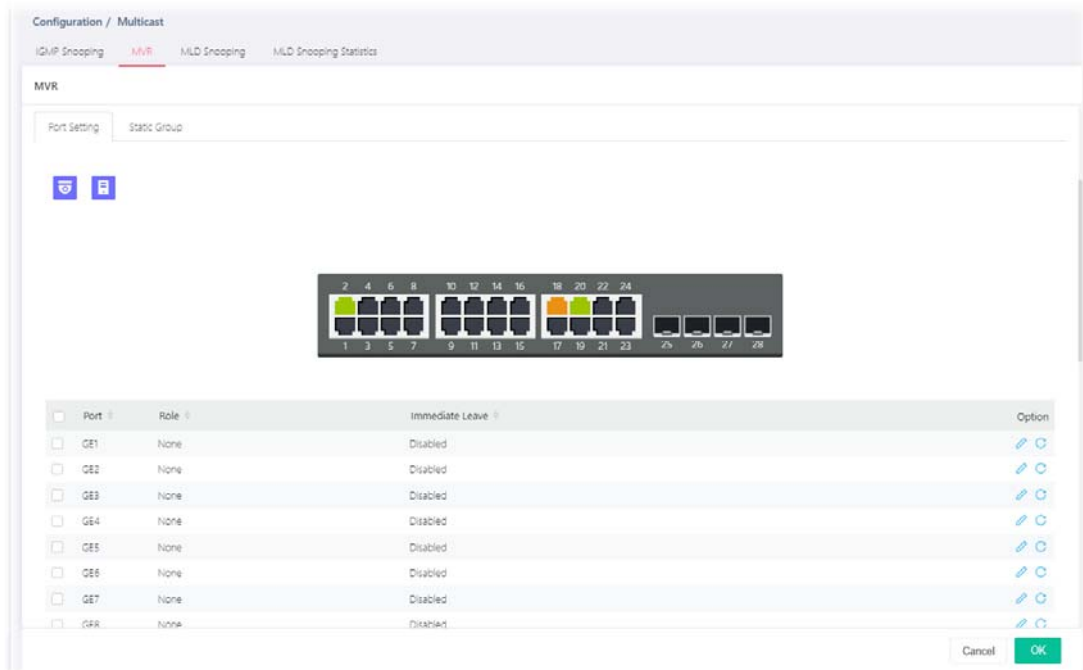 Configuration / Multicast
IGMP Snooping MVR MLD Snooping MLD Snooping Statistics
MVR
Port Setting Static Group
2 4 6 8 10 12 14 16 18 20 22 24
1 3 5 7 9 11 13 15 17 19 21 23 25 26 27 28
Port Role Immediate Leave Option
GE1 None Disabled
GE2 None Disabled
GE3 None Disabled
GE4 None Disabled
GE5 None Disabled
GE6 None Disabled
GE7 None Disabled
GE8 None Disabled
Cancel OK